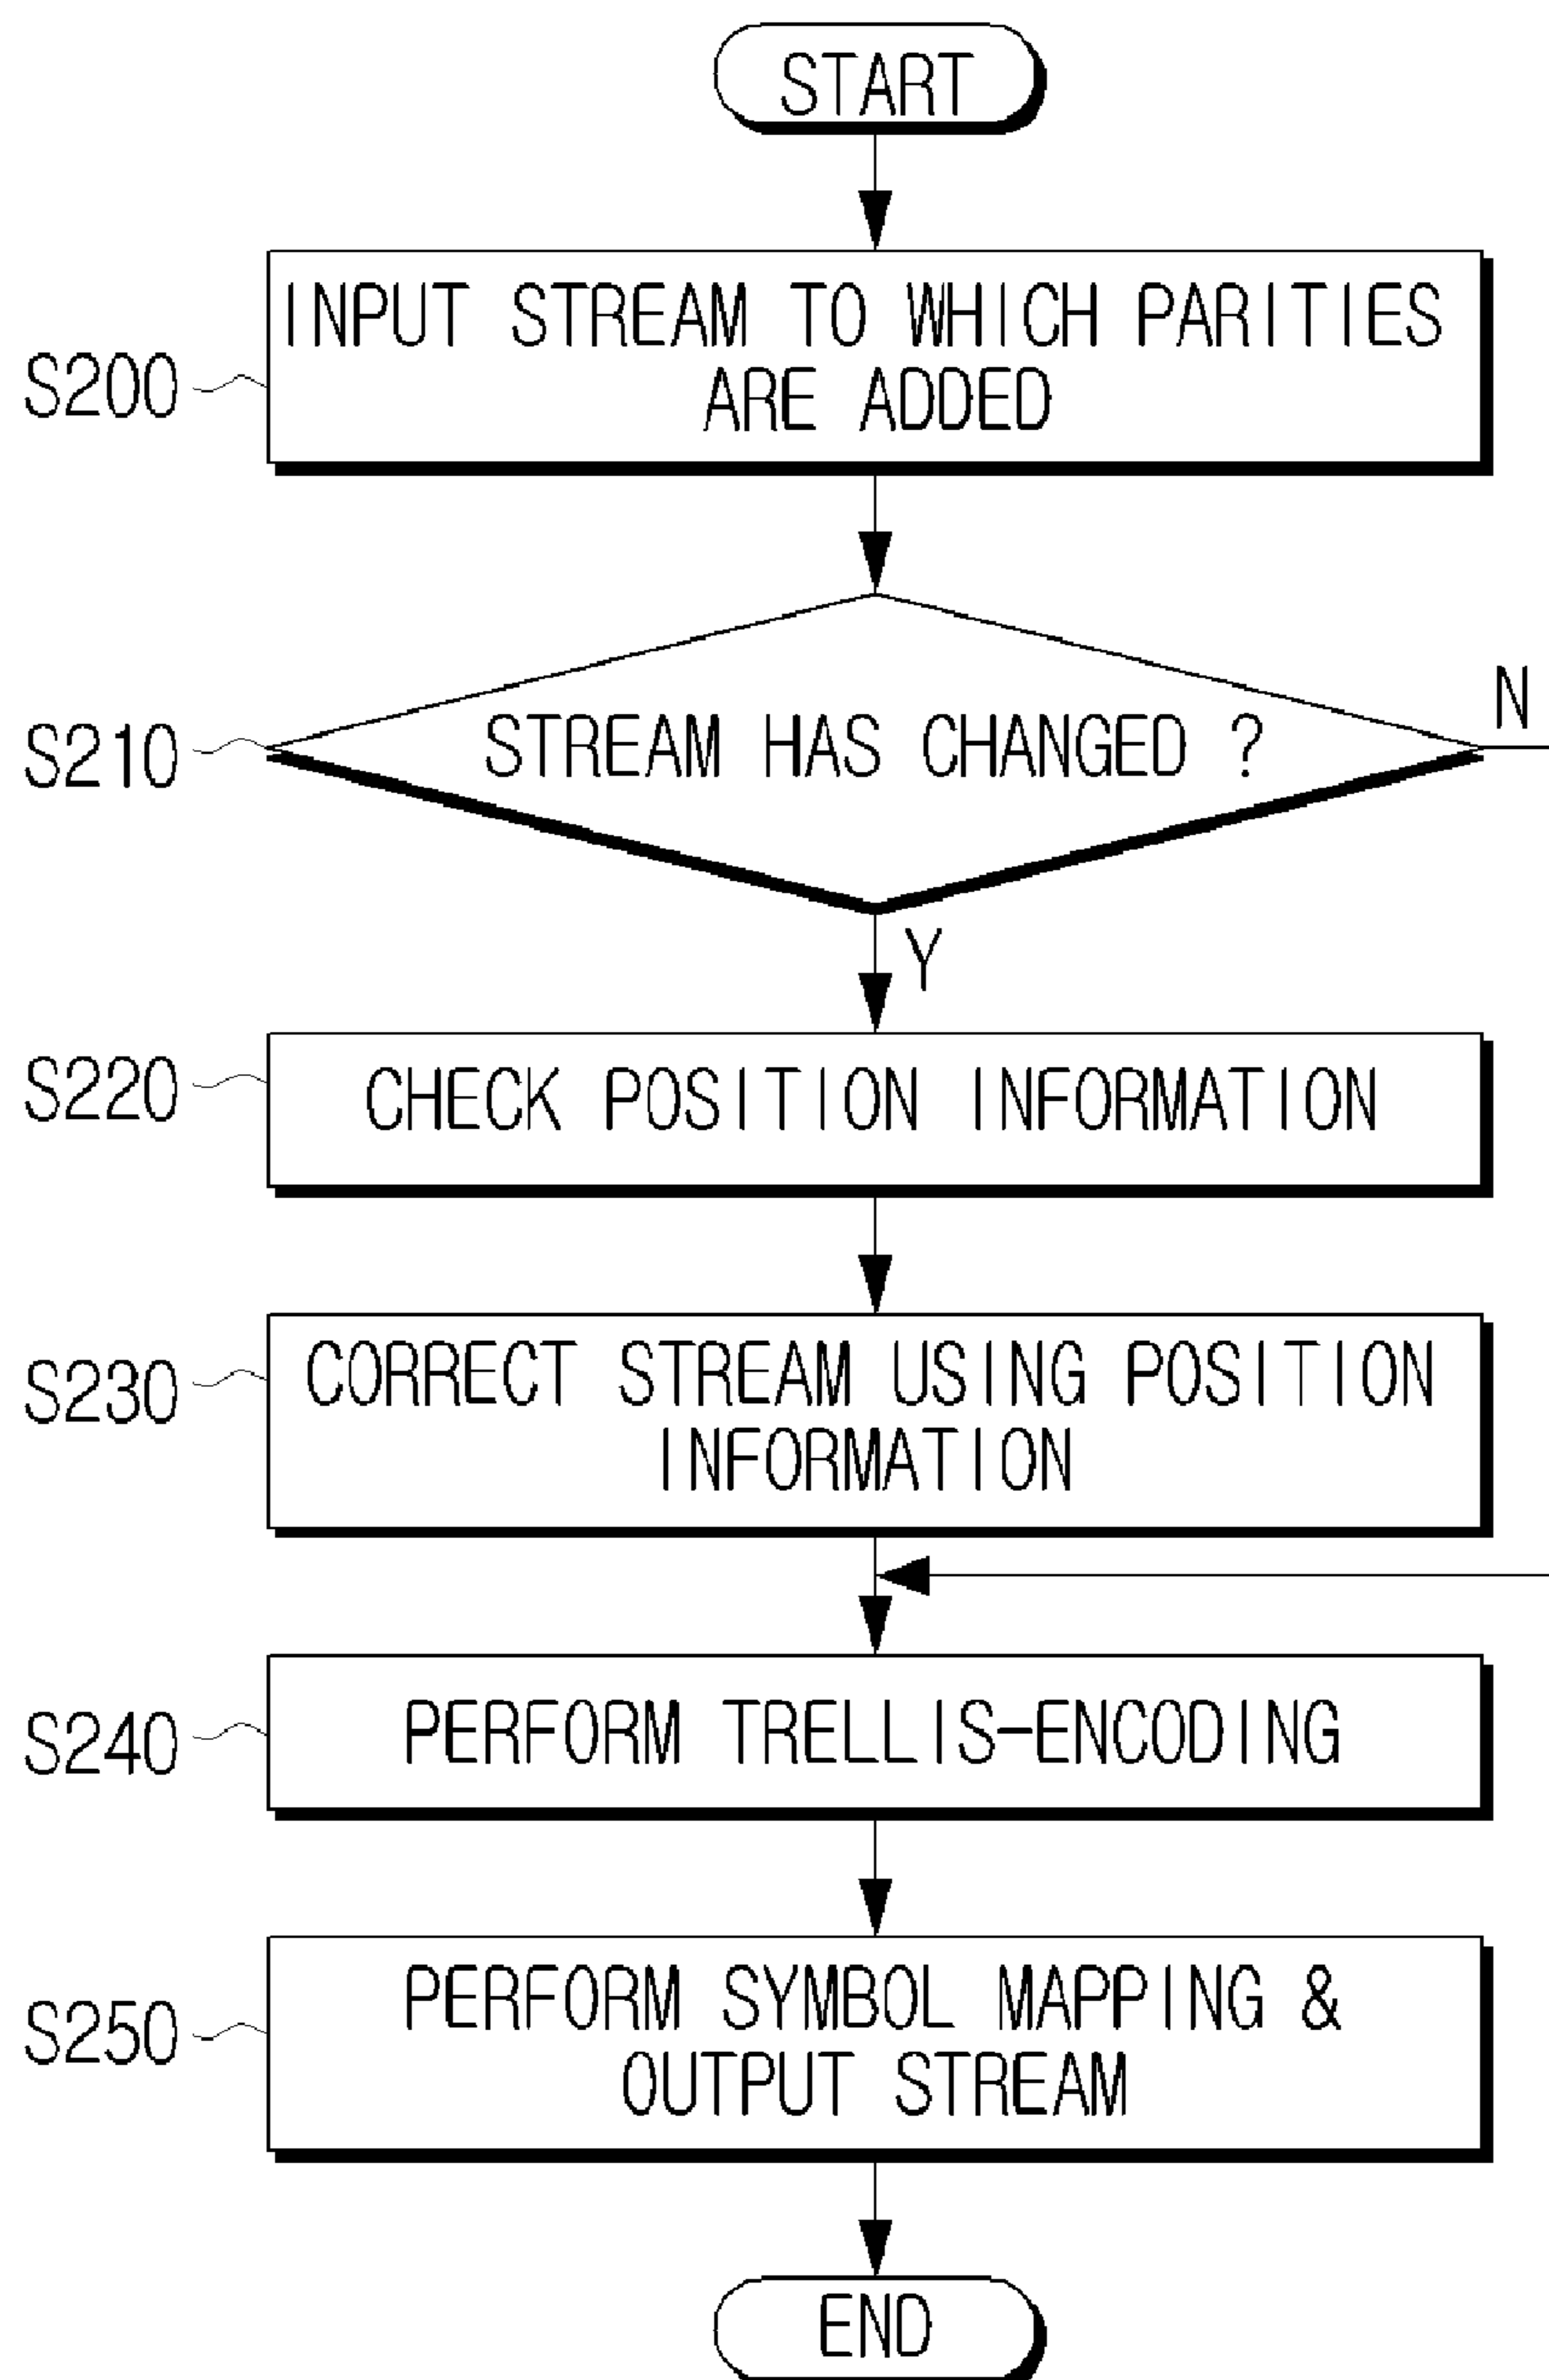 START
INPUT STREAM TO WHICH PARITIES
ARE ADDED
S200
STREAM HAS CHANGED ?
N
S210
Y
S220
CHECK POSITION INFORMATION
S230
CORRECT STREAM USING POSITION
INFORMATION
S240
PERFORM TRELLIS-ENCODING
S250
PERFORM SYMBOL MAPPING &
OUTPUT STREAM
END